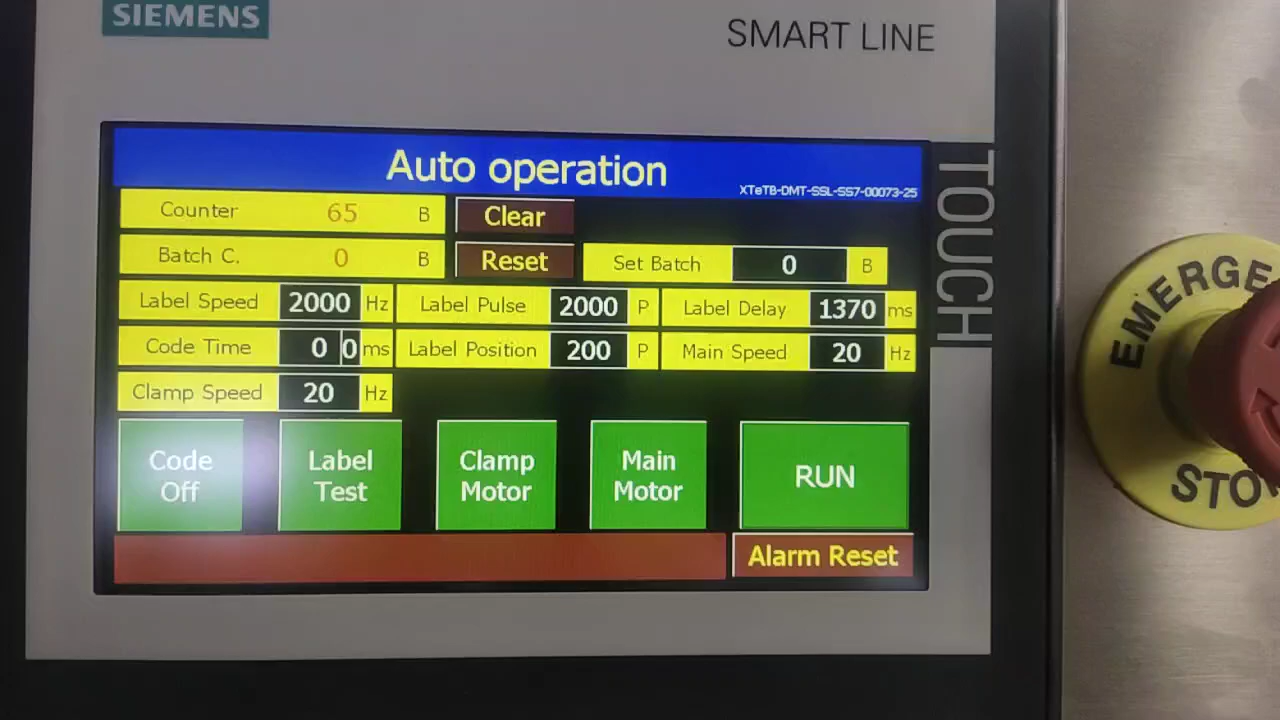 SIEMENS
SMART LINE
TOUCH
Auto operation
XTeTB-DMT-SSL-SS7-00073-25
Counter 65 B Clear
Batch C. 0 B Reset Set Batch 0 B
Label Speed 2000 Hz Label Pulse 2000 P Label Delay 1370 ms
Code Time 0 0 ms Label Position 200 P Main Speed 20 Hz
Clamp Speed 20 Hz
Code Off
Label Test
Clamp Motor
Main Motor
RUN
Alarm Reset
EMERGE
STO